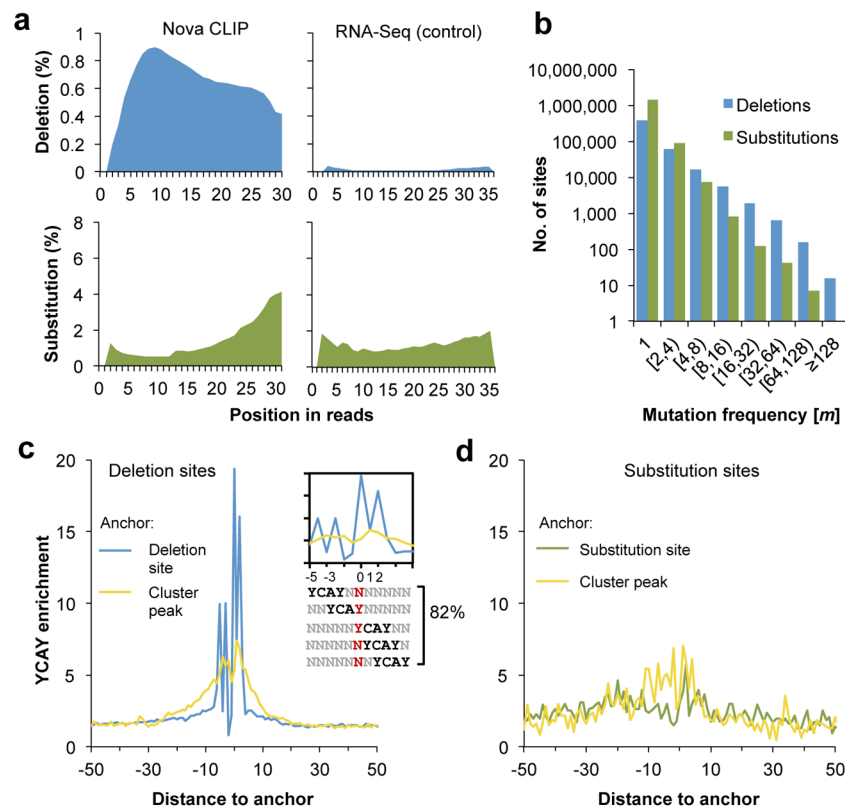 a
Nova CLIP
RNA-Seq (control)
Deletion (%)
1
0.8
0.6
0.4
0.2
0
0 5 10 15 20 25 30
0 5 10 15 20 25 30 35
Substitution (%)
8
6
4
2
0
0 5 10 15 20 25 30
0 5 10 15 20 25 30 35
Position in reads
b
No. of sites
10,000,000
1,000,000
100,000
10,000
1,000
100
10
1
Deletions
Substitutions
1 [2,4) [4,8) [8,16) [16,32) [32,64) [64,128) ≥128
Mutation frequency [m]
c
Deletion sites
YCAY enrichment
20
15
10
5
0
Anchor:
Deletion
site
Cluster
peak
-5 -3 0 1 2
YCAYNNNNNNN
NNYCAYNNNNN
NNNNNYCAYNN
NNNNNNYCAYN
NNNNNNNYCAY
82%
-50 -30 -10 10 30 50
Distance to anchor
d
Substitution sites
20
15
10
5
0
Anchor:
Substitution site
Cluster peak
-50 -30 -10 10 30 50
Distance to anchor